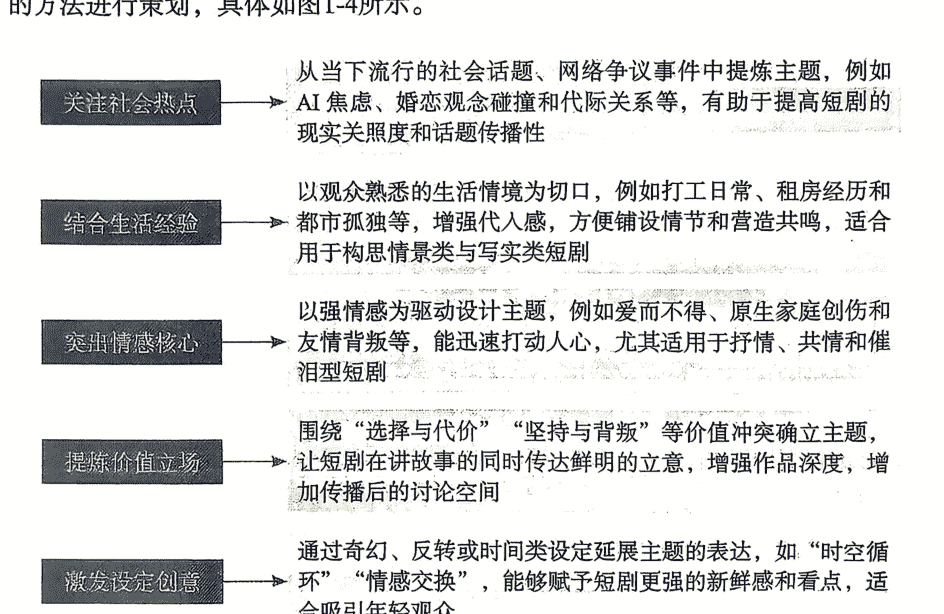 的方法进行策划，具体如图1-4所示。
关注社会热点
从当下流行的社会话题、网络争议事件中提炼主题，例如
AI 焦虑、婚恋观念碰撞和代际关系等，有助于提高短剧的
现实关照度和话题传播性
结合生活经验
以观众熟悉的生活情境为切口，例如打工日常、租房经历和
都市孤独等，增强代入感，方便铺设情节和营造共鸣，适合
用于构思情景类与写实类短剧
突出情感核心
以强情感为驱动设计主题，例如爱而不得、原生家庭创伤和
友情背叛等，能迅速打动人心，尤其适用于抒情、共情和催
泪型短剧
提炼价值立场
围绕“选择与代价”“坚持与背叛”等价值冲突确立主题，
让短剧在讲故事的同时传达鲜明的立意，增强作品深度，增
加传播后的讨论空间
激发设定创意
通过奇幻、反转或时间类设定延展主题的表达，如“时空循
环”“情感交换”，能够赋予短剧更强的新鲜感和看点，适
合吸引年轻观众